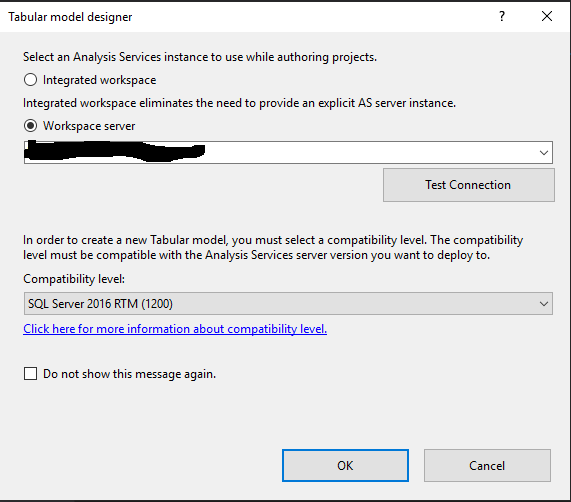 Tabular model designer
?
Select an Analysis Services instance to use while authoring projects.
Integrated workspace
Integrated workspace eliminates the need to provide an explicit AS server instance.
Workspace server
Test Connection
In order to create a new Tabular model, you must select a compatibility level. The compatibility
level must be compatible with the Analysis Services server version you want to deploy to.
Compatibility level:
SQL Server 2016 RTM (1200)
Click here for more information about compatibility level.
Do not show this message again.
OK
Cancel